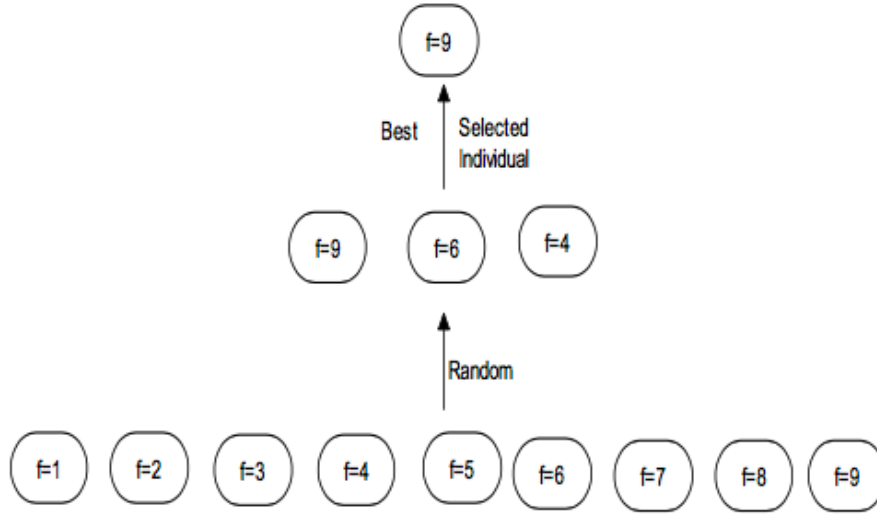 f=9
Best
Selected
Individual
f=9
f=6
f=4
Random
f=1
f=2
f=3
f=4
f=5
f=6
f=7
f=8
f=9